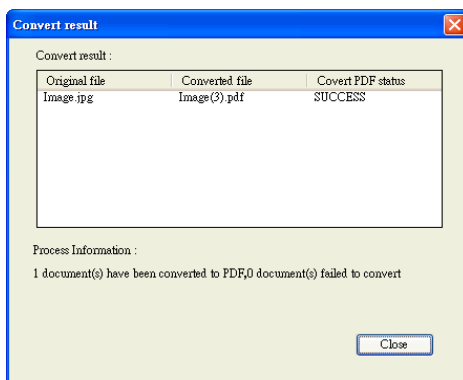 Convert result
Convert result :
Original file Converted file Covert PDF status
Image.jpg Image(3).pdf SUCCESS
Process Information :
1 document(s) have been converted to PDF,0 document(s) failed to convert
Close